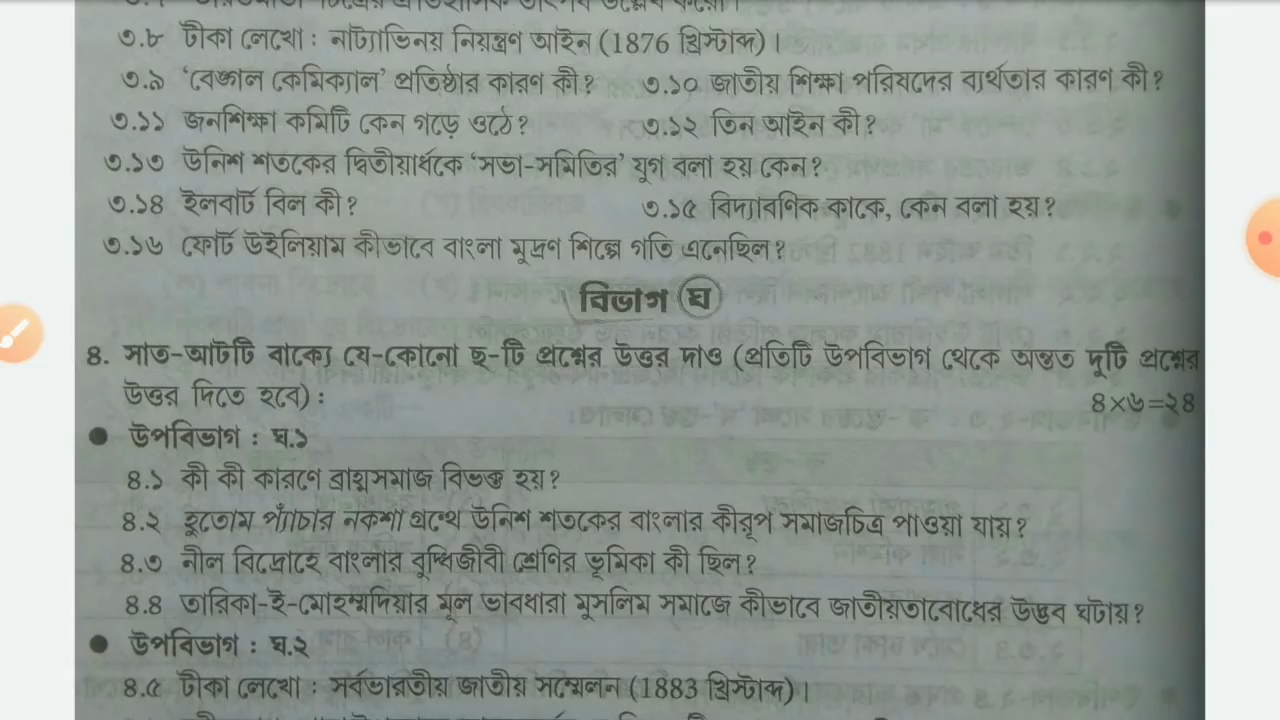 ৩.৮ টীকা লেখো : নাট্যাভিনয় নিয়ন্ত্রণ আইন (1876 খ্রিস্টাব্দ)।
৩.৯ ‘বেঙ্গল কেমিক্যাল’ প্রতিষ্ঠার কারণ কী? ৩.১০ জাতীয় শিক্ষা পরিষদের ব্যর্থতার কারণ কী?
৩.১১ জনশিক্ষা কমিটি কেন গড়ে ওঠে? ৩.১২ তিন আইন কী?
৩.১৩ উনিশ শতকের দ্বিতীয়ার্ধকে ‘সভা-সমিতির’ যুগ বলা হয় কেন?
৩.১৪ ইলবার্ট বিল কী? ৩.১৫ বিদ্যাবণিক কাকে, কেন বলা হয়?
৩.১৬ ফোর্ট উইলিয়াম কীভাবে বাংলা মুদ্রণ শিল্পে গতি এনেছিল?
বিভাগ ঘ
৪. সাত-আটটি বাক্যে যে-কোনো ছ-টি প্রশ্নের উত্তর দাও (প্রতিটি উপবিভাগ থেকে অন্তত দুটি প্রশ্নের
উত্তর দিতে হবে) : ৪×৬=২৪
● উপবিভাগ : ঘ.১
৪.১ কী কী কারণে ব্রাহ্মসমাজ বিভক্ত হয়?
৪.২ হুতোম প্যাঁচার নকশা গ্রন্থে উনিশ শতকের বাংলার কীরূপ সমাজচিত্র পাওয়া যায়?
৪.৩ নীল বিদ্রোহে বাংলার বুদ্ধিজীবী শ্রেণির ভূমিকা কী ছিল?
৪.৪ তারিকা-ই-মোহম্মদিয়ার মূল ভাবধারা মুসলিম সমাজে কীভাবে জাতীয়তাবোধের উদ্ভব ঘটায়?
● উপবিভাগ : ঘ.২
৪.৫ টীকা লেখো : সর্বভারতীয় জাতীয় সম্মেলন (1883 খ্রিস্টাব্দ)।